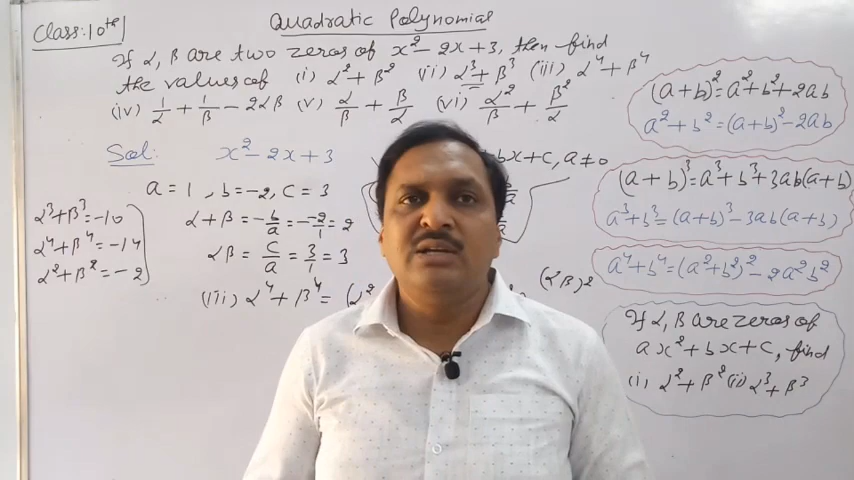 Class:10th
Quadratic Polynomials
If α, β are two zeros of x² - 2x + 3, then find
the values of (i) α² + β² (ii) α³ + β³ (iii) α⁴ + β⁴
(iv) 1/α + 1/β - 2αβ (v) α/β + β/α (vi) α²/β + β²/α
Sol: x² - 2x + 3
bx + c, a ≠ 0
a = 1, b = -2, c = 3
α + β = -b/a = - -2/1 = 2
αβ = c/a = 3/1 = 3
(iii) α⁴ + β⁴ = (α²
(αβ)²
α³ + β³ = -10
α⁴ + β⁴ = -14
α² + β² = -2
(a + b)² = a² + b² + 2ab
a² + b² = (a + b)² - 2ab
(a + b)³ = a³ + b³ + 3ab(a + b)
a³ + b³ = (a + b)³ - 3ab(a + b)
a⁴ + b⁴ = (a² + b²)² - 2a²b²
If α, β are zeros of
ax² + bx + c, find
(i) α² + β² (ii) α³ + β³